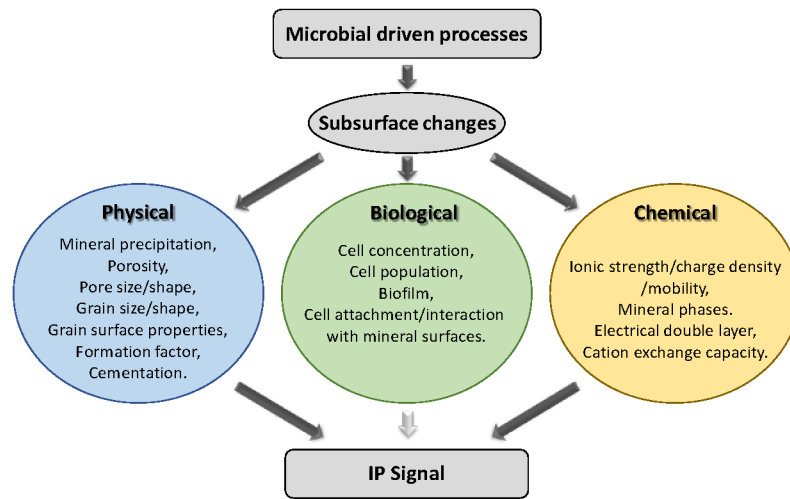 Microbial driven processes
Subsurface changes
Physical
Mineral precipitation,
Porosity,
Pore size/shape,
Grain size/shape,
Grain surface properties,
Formation factor,
Cementation.
Biological
Cell concentration,
Cell population,
Biofilm,
Cell attachment/interaction
with mineral surfaces.
Chemical
Ionic strength/charge density
/mobility,
Mineral phases.
Electrical double layer,
Cation exchange capacity.
IP Signal